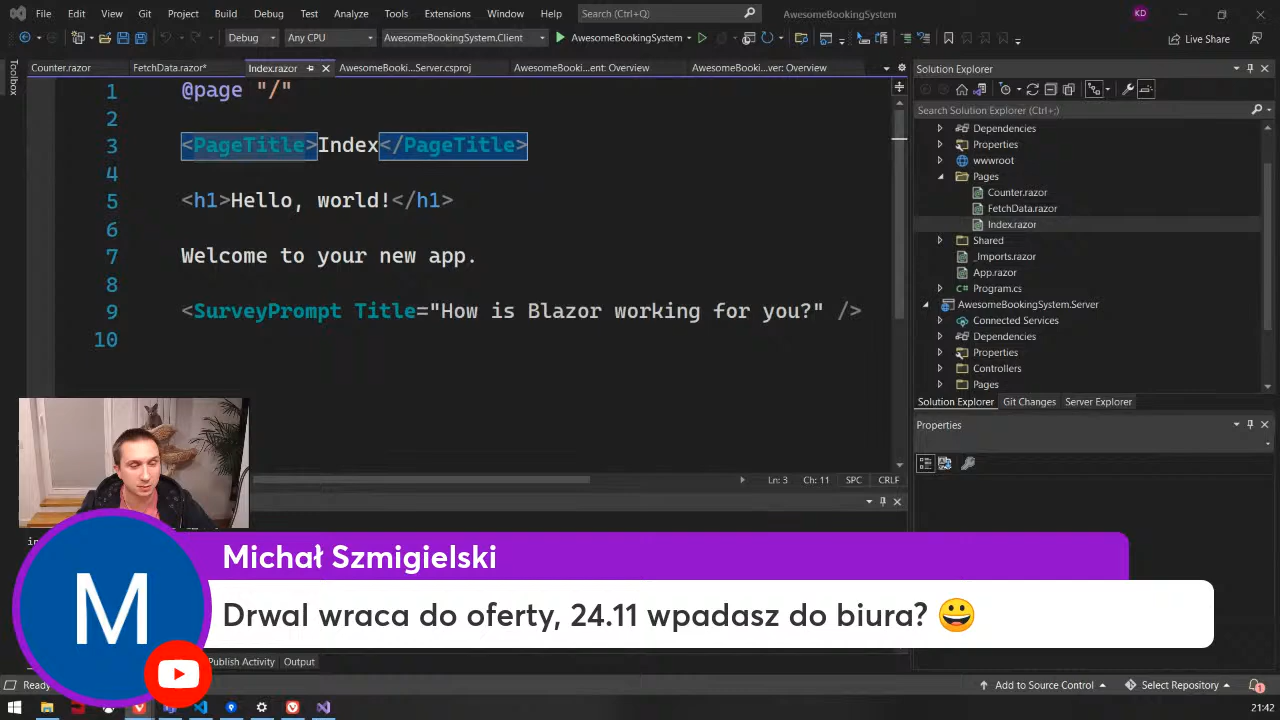 File Edit View Git Project Build Debug Test Analyze Tools Extensions Window Help Search (Ctrl+Q) AwesomeBookingSystem KD
Debug Any CPU AwesomeBookingSystem.Client AwesomeBookingSystem Live Share
Toolbox
Counter.razor FetchData.razor* Index.razor AwesomeBooki...Server.csproj AwesomeBooki...ent: Overview AwesomeBooki...ver: Overview
1 @page "/"
2
3 <PageTitle>Index</PageTitle>
4
5 <h1>Hello, world!</h1>
6
7 Welcome to your new app.
8
9 <SurveyPrompt Title="How is Blazor working for you?" />
10
Ln: 3 Ch: 11 SPC CRLF
Solution Explorer
Search Solution Explorer (Ctrl+;)
Dependencies
Properties
wwwroot
Pages
Counter.razor
FetchData.razor
Index.razor
Shared
_Imports.razor
App.razor
Program.cs
AwesomeBookingSystem.Server
Connected Services
Dependencies
Properties
Controllers
Pages
Solution Explorer Git Changes Server Explorer
Properties
M
Michał Szmigielski
Drwal wraca do oferty, 24.11 wpadasz do biura? 😀
Publish Activity Output
Ready Add to Source Control Select Repository 1
21:42